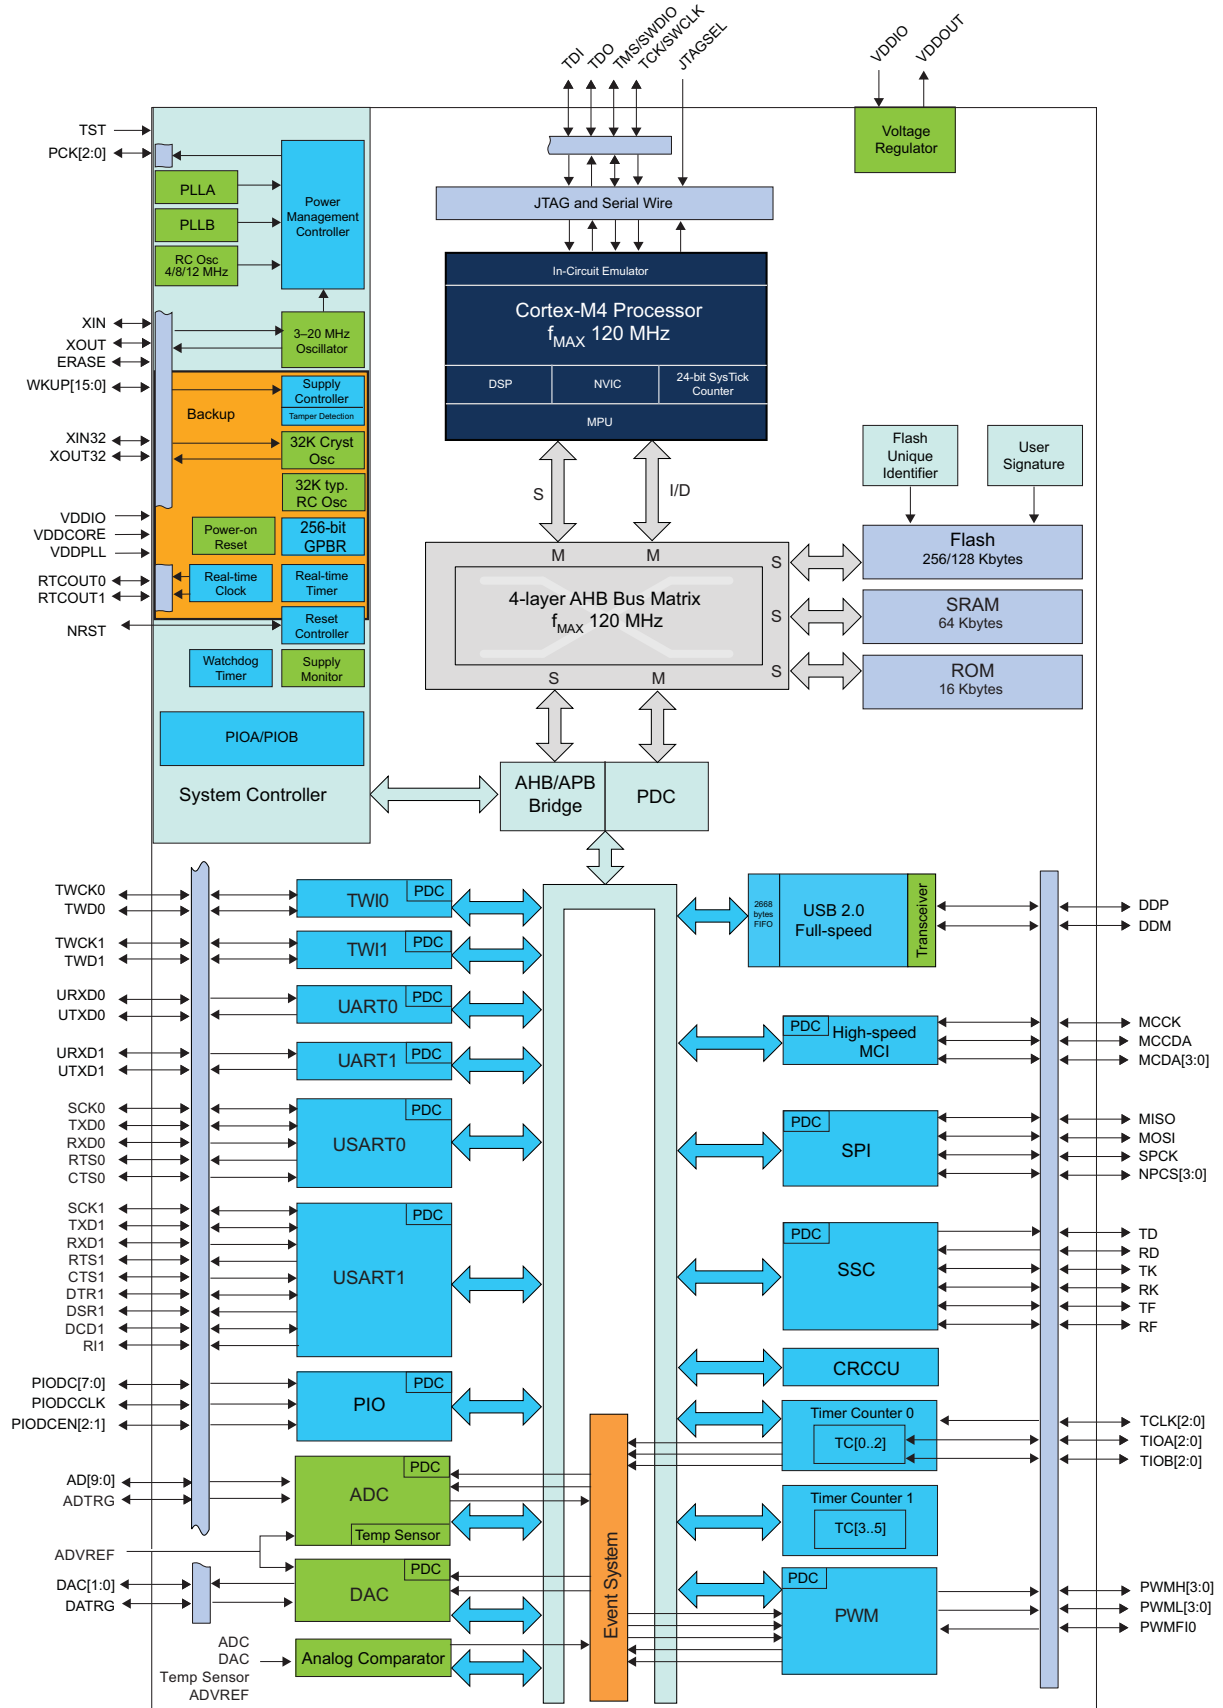 TDI
TDO
TMS/SWDIO
TCK/SWCLK
JTAGSEL
VDDIO
VDDOUT
TST
PCK[2:0]
Voltage
Regulator
PLLA
PLLB
RC Osc
4/8/12 MHz
Power
Management
Controller
JTAG and Serial Wire
In-Circuit Emulator
Cortex-M4 Processor
fMAX 120 MHz
DSP
NVIC
24-bit SysTick
Counter
MPU
XIN
XOUT
ERASE
WKUP[15:0]
XIN32
XOUT32
VDDIO
VDDCORE
VDDPLL
RTCOUT0
RTCOUT1
NRST
3–20 MHz
Oscillator
Backup
Supply
Controller
Tamper Detection
32K Cryst
Osc
32K typ.
RC Osc
Power-on
Reset
256-bit
GPBR
Real-time
Clock
Real-time
Timer
Reset
Controller
Watchdog
Timer
Supply
Monitor
PIOA/PIOB
System Controller
S
I/D
M
M
4-layer AHB Bus Matrix
fMAX 120 MHz
S
M
S
S
S
Flash
Unique
Identifier
User
Signature
Flash
256/128 Kbytes
SRAM
64 Kbytes
ROM
16 Kbytes
AHB/APB
Bridge
PDC
TWCK0
TWD0
TWI0
PDC
TWCK1
TWD1
TWI1
PDC
URXD0
UTXD0
UART0
PDC
URXD1
UTXD1
UART1
PDC
SCK0
TXD0
RXD0
RTS0
CTS0
USART0
PDC
SCK1
TXD1
RXD1
RTS1
CTS1
DTR1
DSR1
DCD1
RI1
USART1
PDC
PIODC[7:0]
PIODCCLK
PIODCEN[2:1]
PIO
PDC
AD[9:0]
ADTRG
ADC
PDC
Temp Sensor
ADVREF
DAC[1:0]
DATRG
DAC
PDC
ADC
DAC
Temp Sensor
ADVREF
Analog Comparator
Event System
2668
bytes
FIFO
USB 2.0
Full-speed
Transceiver
DDP
DDM
PDC
High-speed
MCI
MCCK
MCCDA
MCDA[3:0]
PDC
SPI
MISO
MOSI
SPCK
NPCS[3:0]
PDC
SSC
TD
RD
TK
RK
TF
RF
CRCCU
Timer Counter 0
TC[0..2]
TCLK[2:0]
TIOA[2:0]
TIOB[2:0]
Timer Counter 1
TC[3..5]
PDC
PWM
PWMH[3:0]
PWML[3:0]
PWMFI0